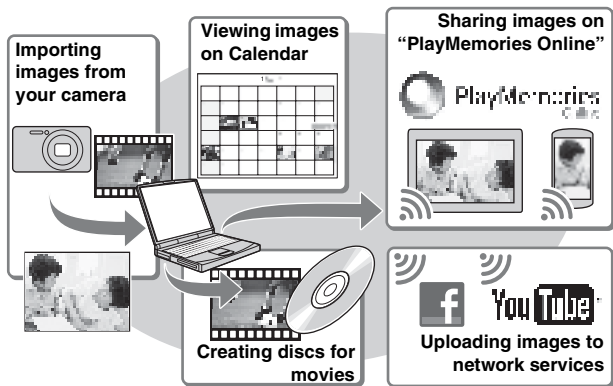 Importing
images from
your camera
Viewing images
on Calendar
Sharing images on
“PlayMemories Online”
PlayMemories
Creating discs for
movies
f
You Tube
Uploading images to
network services